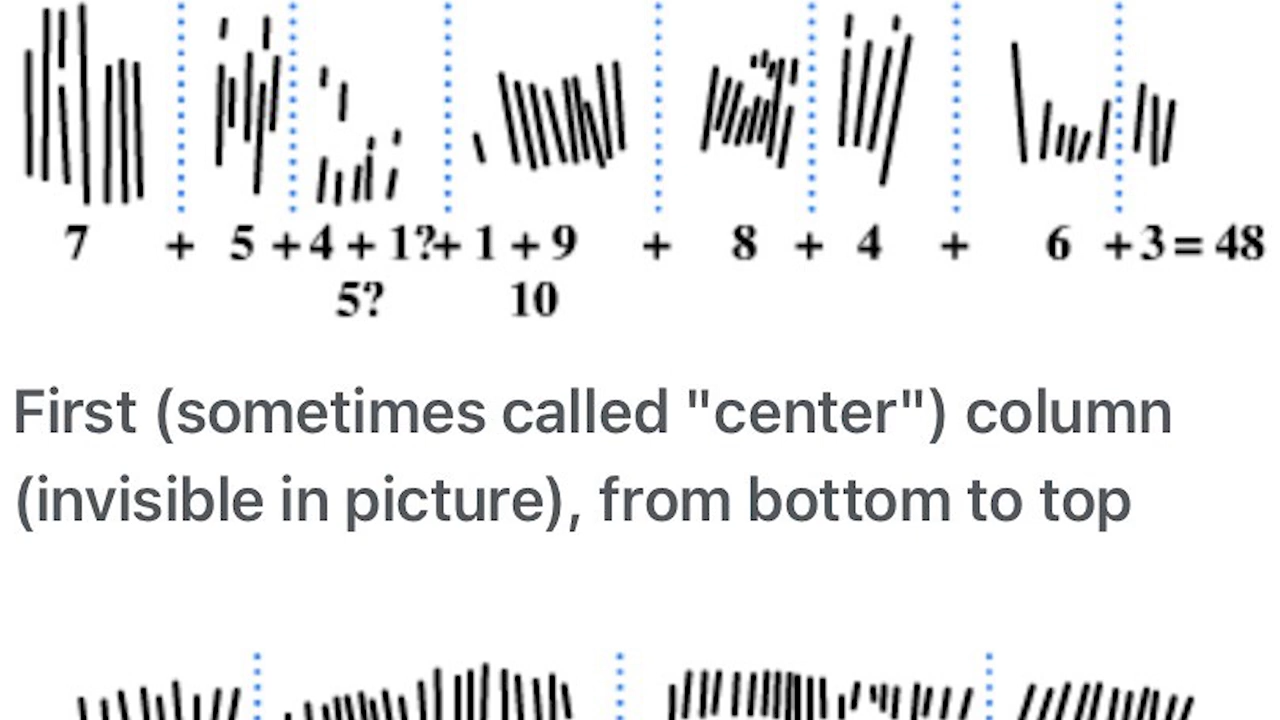 7 + 5 + 4 + 1? + 1 + 9 + 8 + 4 + 6 + 3 = 48
5? 10
First (sometimes called "center") column
(invisible in picture), from bottom to top